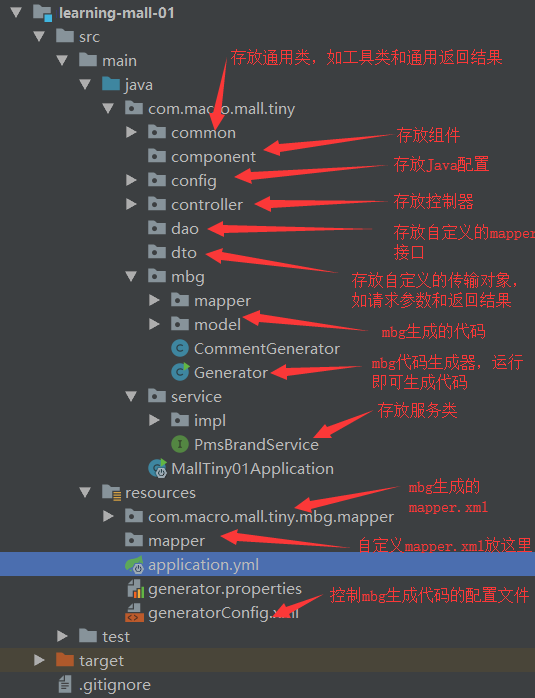 learning-mall-01
src
main
存放通用类，如工具类和通用返回结果
java
com.macro.mall.tiny
common
存放组件
component
存放Java配置
config
controller
存放控制器
dao
存放自定义的mapper
接口
dto
mbg
存放自定义的传输对象，
如请求参数和返回结果
mapper
model
mbg生成的代码
CommentGenerator
Generator
mbg代码生成器，运行
即可生成代码
service
impl
存放服务类
PmsBrandService
MallTiny01Application
resources
mbg生成的
mapper.xml
com.macro.mall.tiny.mbg.mapper
mapper
自定义mapper.xml放这里
application.yml
generator.properties
generatorConfig.xml
控制mbg生成代码的配置文件
test
target
.gitignore